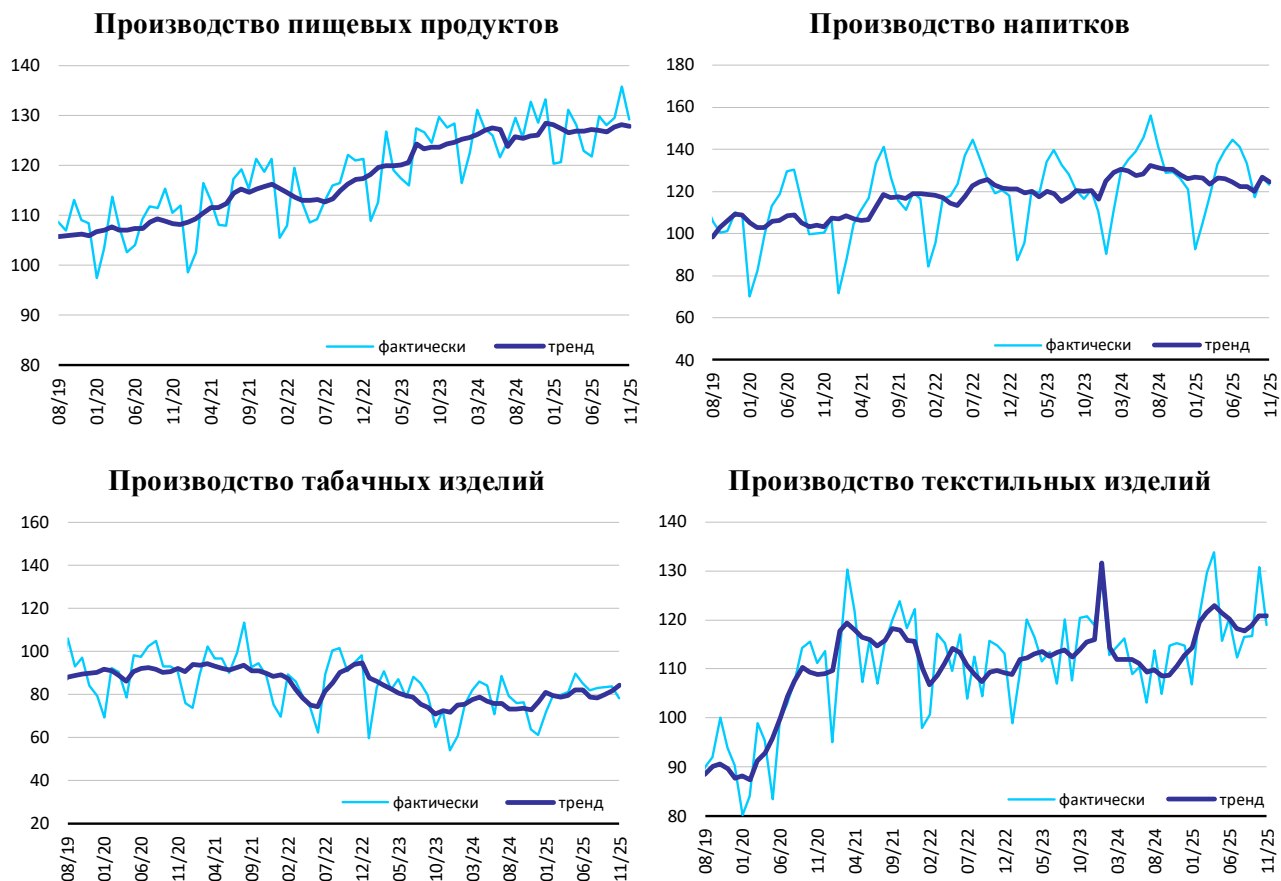 Производство пищевых продуктов
140
130
120
110
100
90
80
фактически тренд
08/19 01/20 06/20 11/20 04/21 09/21 02/22 07/22 12/22 05/23 10/23 03/24 08/24 01/25 06/25 11/25
Производство напитков
180
160
140
120
100
80
60
40
фактически тренд
08/19 01/20 06/20 11/20 04/21 09/21 02/22 07/22 12/22 05/23 10/23 03/24 08/24 01/25 06/25 11/25
Производство табачных изделий
160
140
120
100
80
60
40
20
фактически тренд
08/19 01/20 06/20 11/20 04/21 09/21 02/22 07/22 12/22 05/23 10/23 03/24 08/24 01/25 06/25 11/25
Производство текстильных изделий
140
130
120
110
100
90
80
фактически тренд
08/19 01/20 06/20 11/20 04/21 09/21 02/22 07/22 12/22 05/23 10/23 03/24 08/24 01/25 06/25 11/25